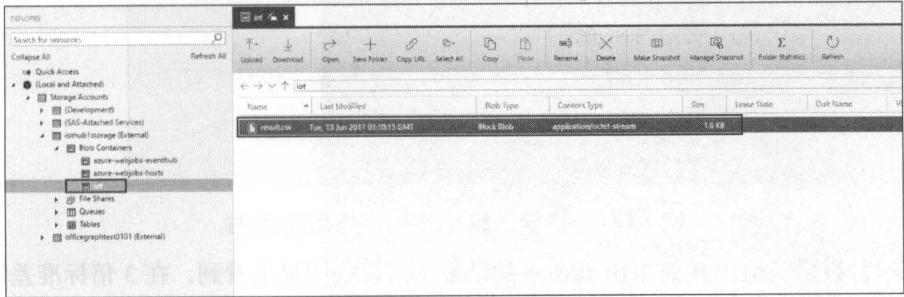 EXPLORER
Search for resources
Collapse All Refresh All
Quick Access
(Local and Attached)
Storage Accounts
(Development)
(SAS-Attached Services)
iothub1storage (External)
Blob Containers
azure-webjobs-eventhub
azure-webjobs-hosts
iot
File Shares
Queues
Tables
officegraphtest0101 (External)
iot
Upload Download Open New Folder Copy URL Select All Copy Paste Rename Delete Make Snapshot Manage Snapshot Folder Statistics Refresh
iot
Name Last Modified Blob Type Content Type Size Lease State Disk Name
result.csv Tue, 13 Jun 2017 01:10:15 GMT Block Blob application/octet-stream 1.6 KB